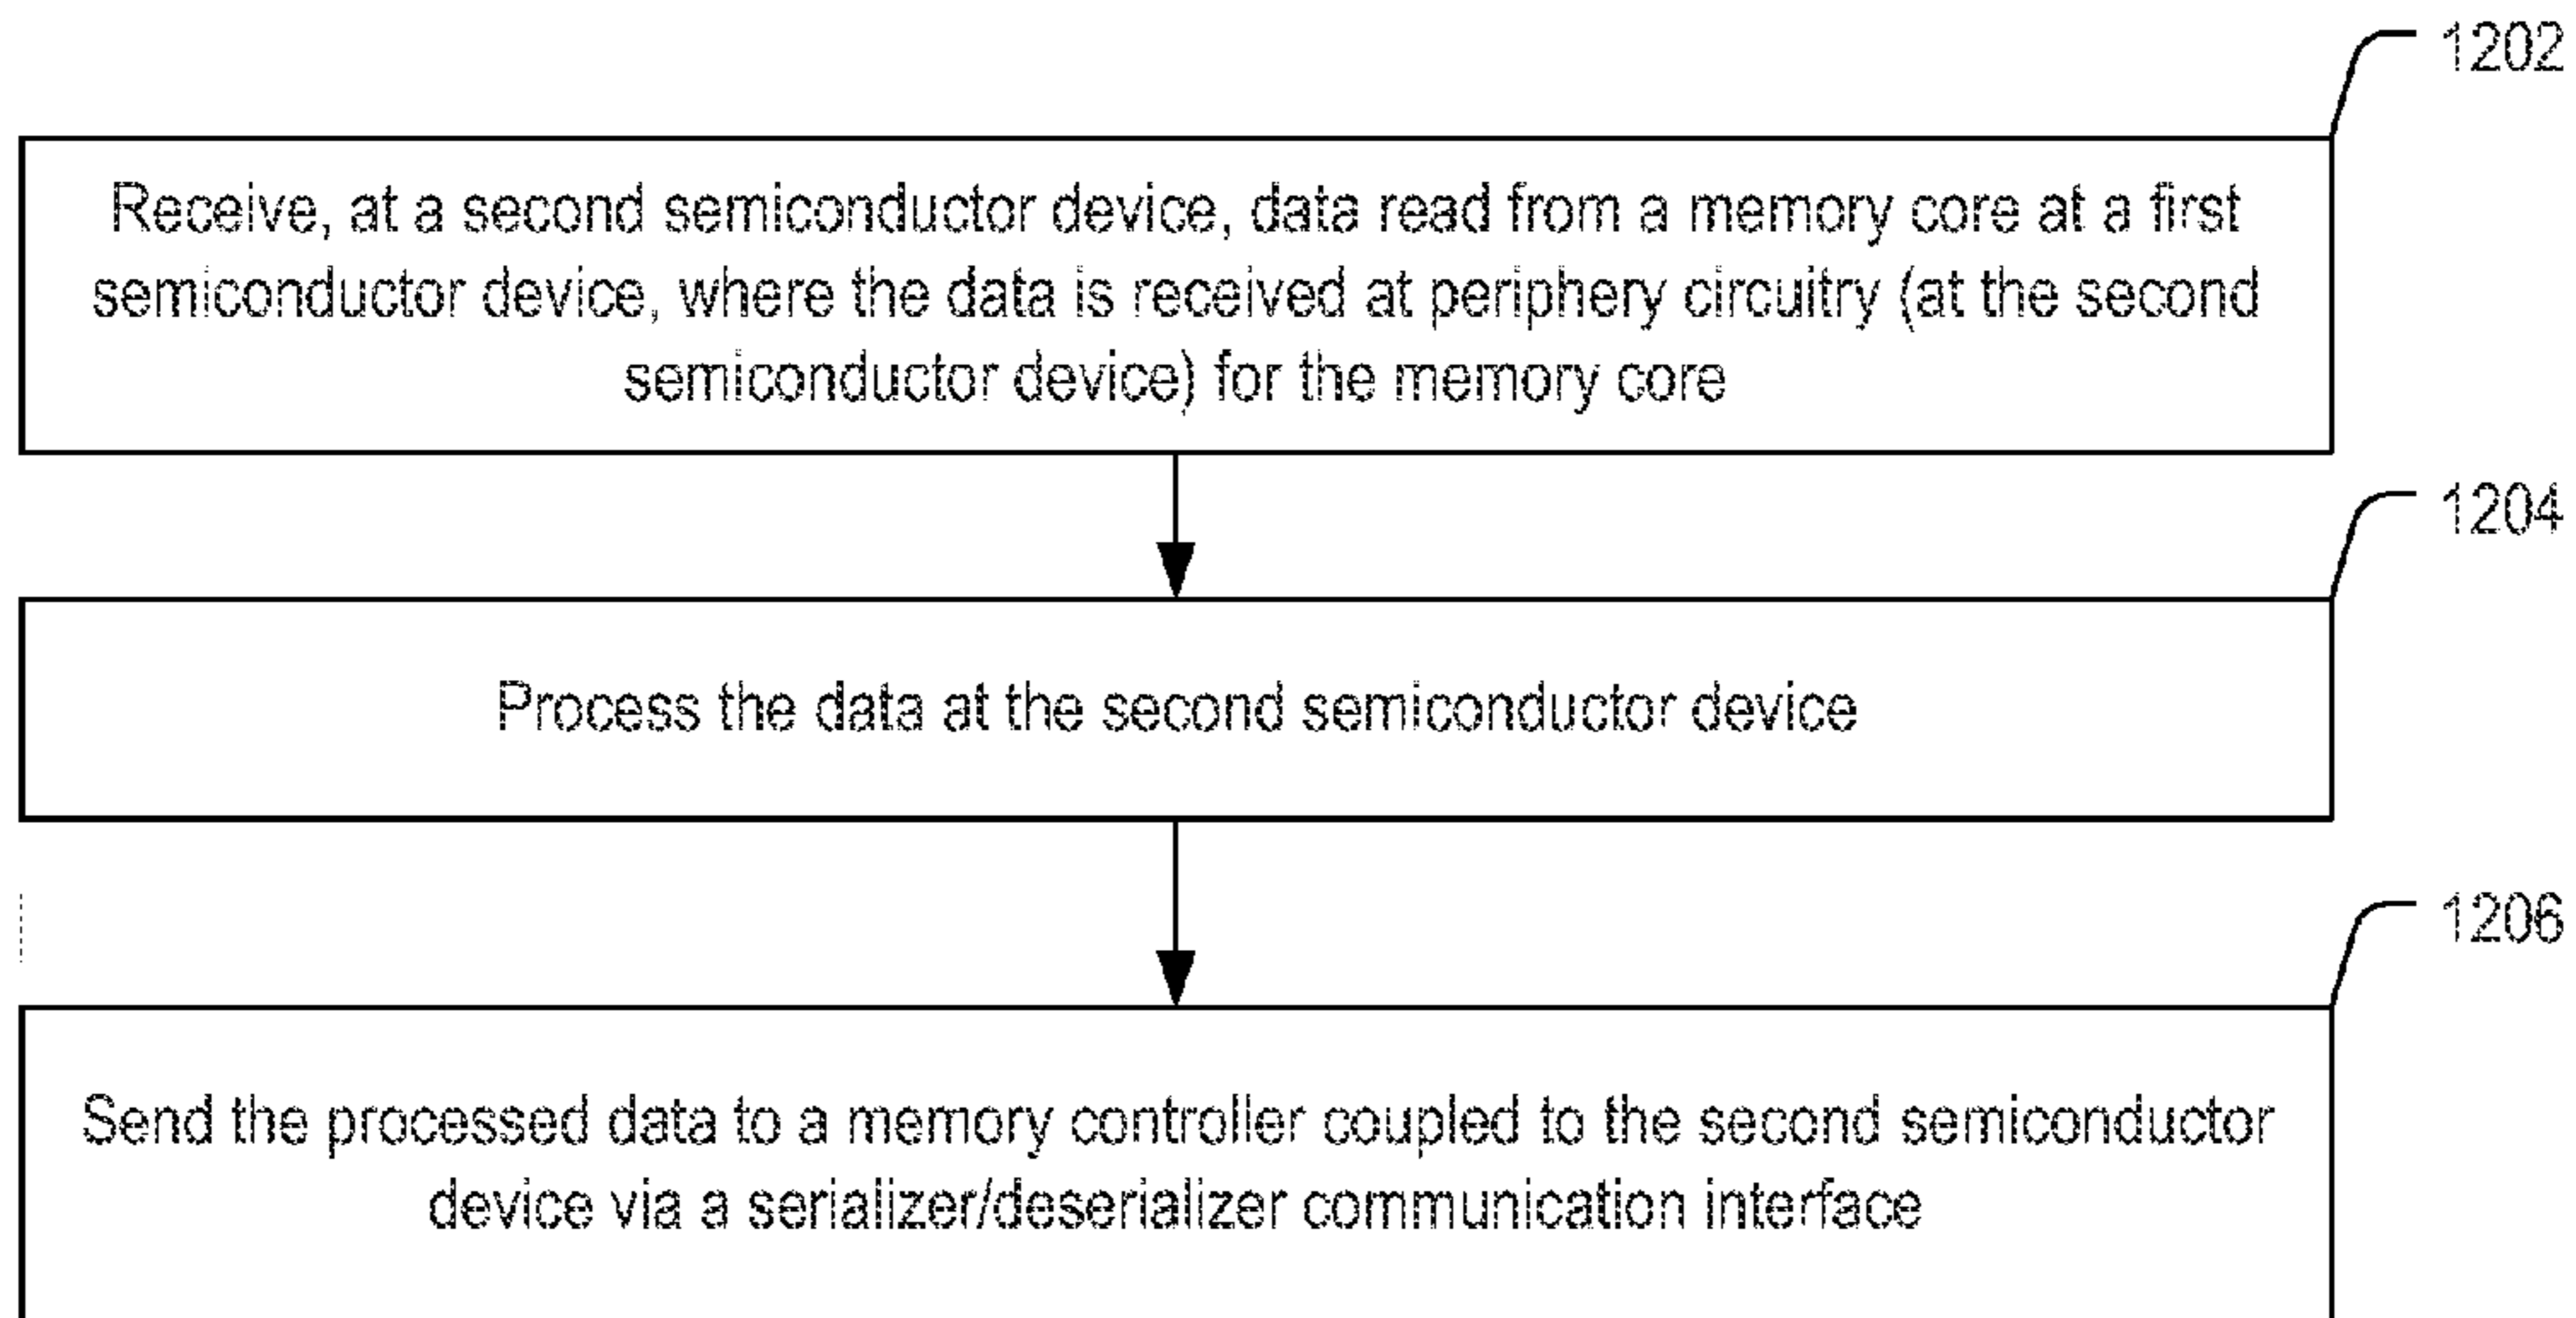 1202
Receive, at a second semiconductor device, data read from a memory core at a first
semiconductor device, where the data is received at periphery circuitry (at the second
semiconductor device) for the memory core
1204
Process the data at the second semiconductor device
1206
Send the processed data to a memory controller coupled to the second semiconductor
device via a serializer/deserializer communication interface